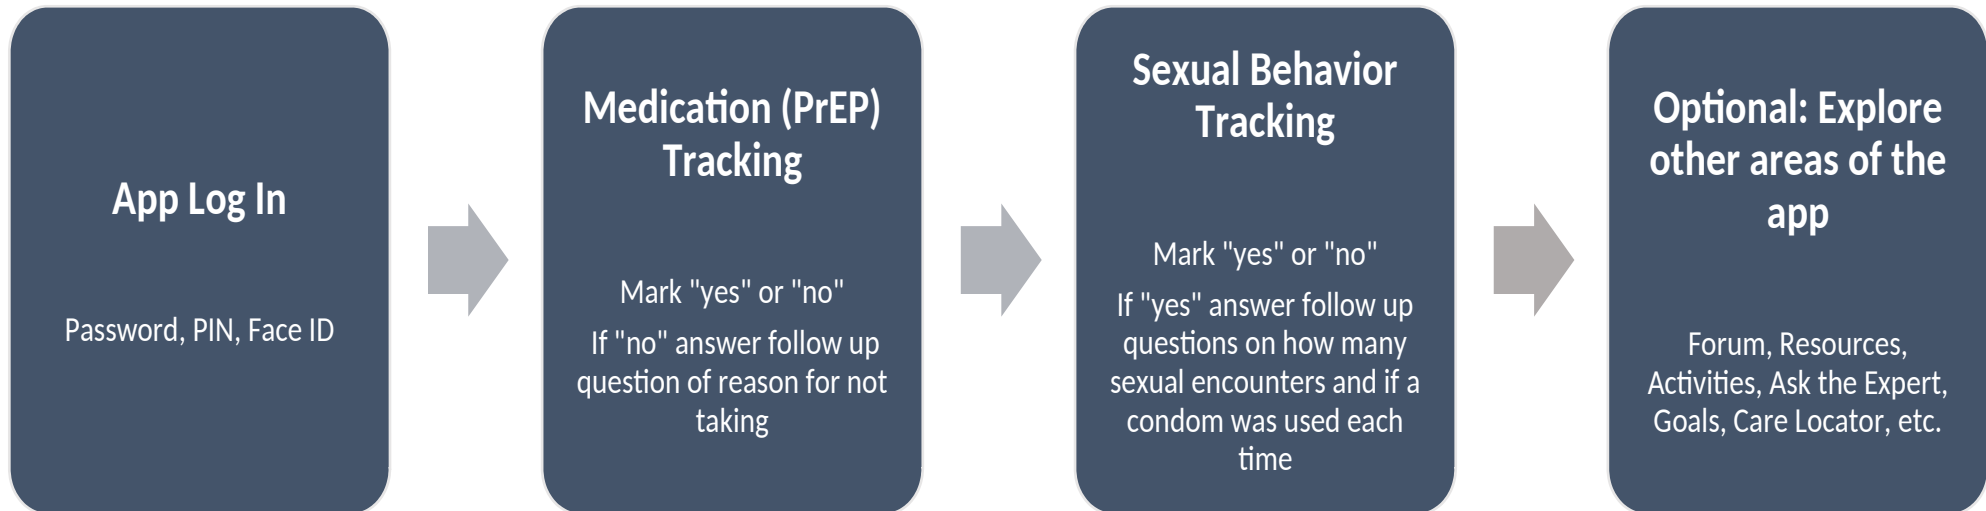 App Log In
Password, PIN, Face ID
Medication (PrEP)
Tracking
Mark "yes" or "no"
If "no" answer follow up
question of reason for not
taking
Sexual Behavior
Tracking
Mark "yes" or "no"
If "yes" answer follow up
questions on how many
sexual encounters and if a
condom was used each
time
Optional: Explore
other areas of the
app
Forum, Resources,
Activities, Ask the Expert,
Goals, Care Locator, etc.